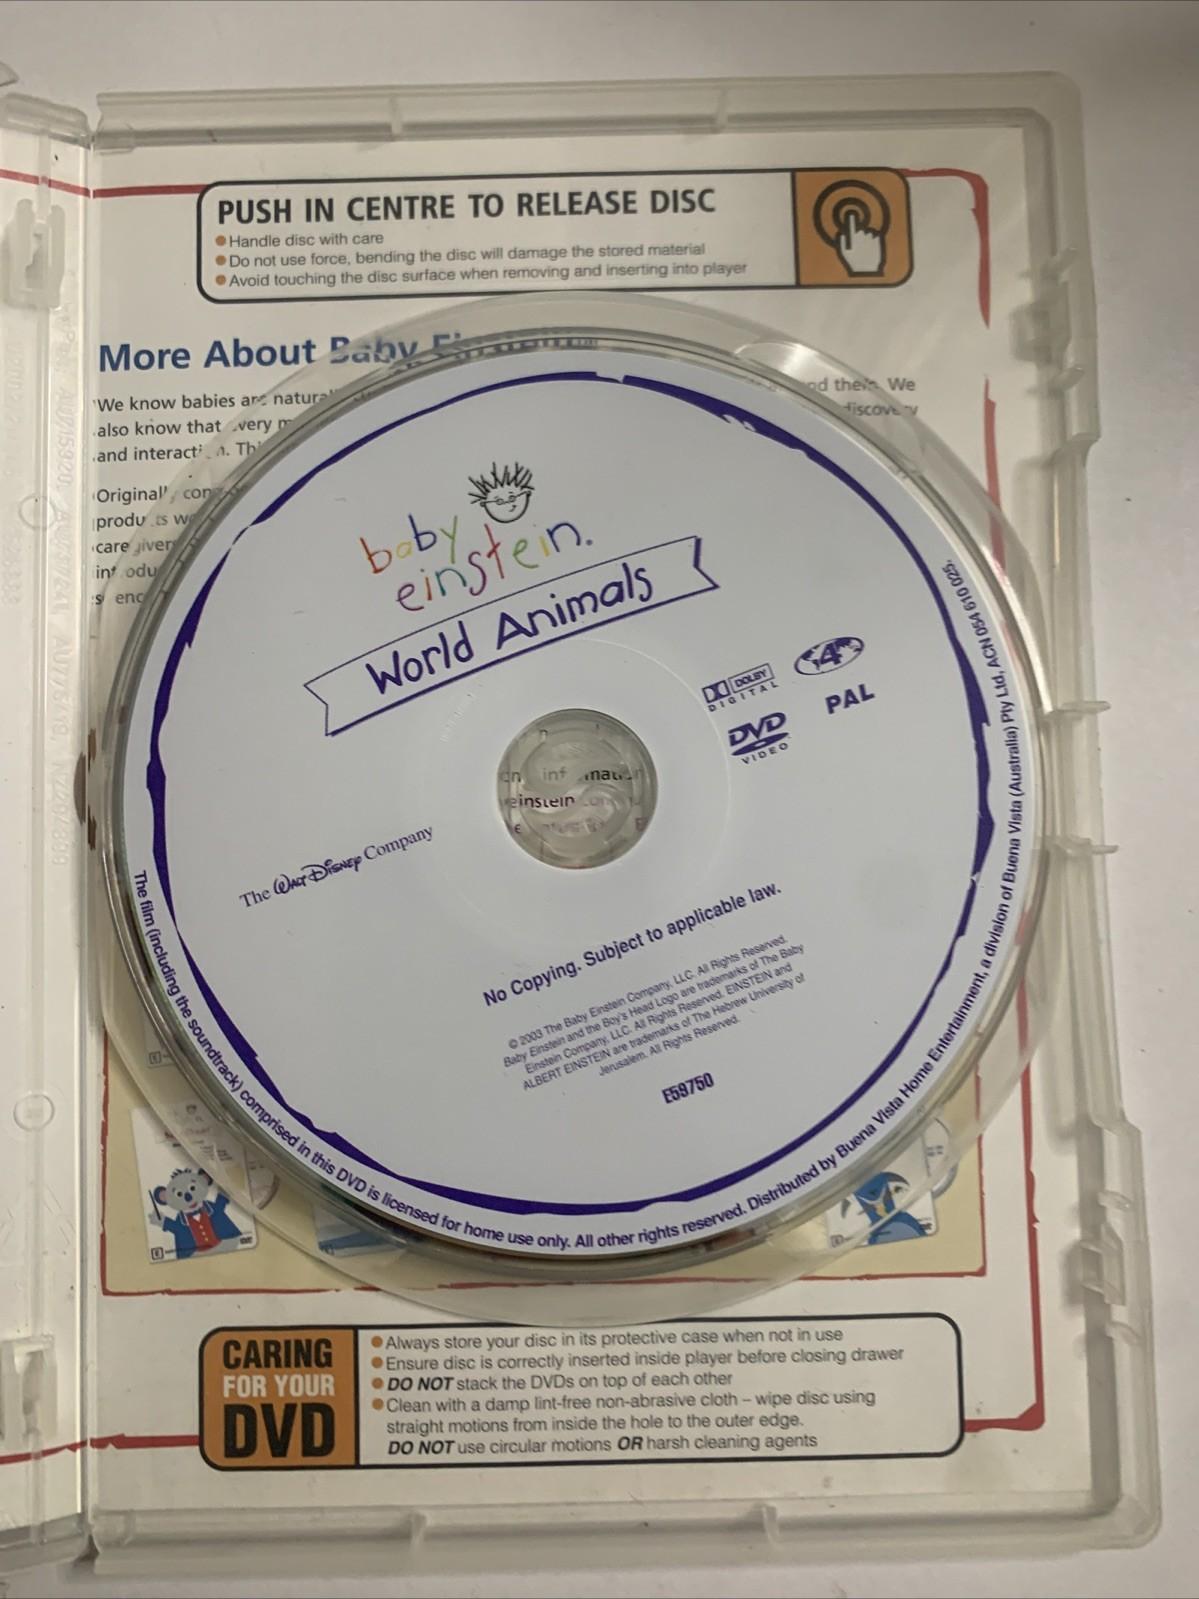 PUSH IN CENTRE TO RELEASE DISC
Handle disc with care
Do not use force, bending the disc will damage the stored material
Avoid touching the disc surface when removing and inserting into player
More About Baby
We know babies are
and them. We
also know that
and
Original
care
baby
einstein.
World Animals
DOLBY
DIGITAL
4
DVD
VIDEO
PAL
einstein
The Walt Disney Company
No Copying. Subject to applicable law.
© 2003 The Baby Einstein Company, LLC. All Rights Reserved.
Baby Einstein and the Boy's Head Logo are trademarks of The Baby
Einstein Company, LLC. All Rights Reserved. EINSTEIN and
ALBERT EINSTEIN are trademarks of The Hebrew University of
Jerusalem. All Rights Reserved.
E59750
The film (including the soundtrack) comprised in this DVD is licensed for home use only. All other rights reserved. Distributed by Buena Vista Home Entertainment, a division of Buena Vista (Australia) Pty Ltd, ACN 054 610 025.
CARING
FOR YOUR
DVD
Always store your disc in its protective case when not in use
Ensure disc is correctly inserted inside player before closing drawer
DO NOT stack the DVDs on top of each other
Clean with a damp lint-free non-abrasive cloth – wipe disc using
straight motions from inside the hole to the outer edge.
DO NOT use circular motions OR harsh cleaning agents